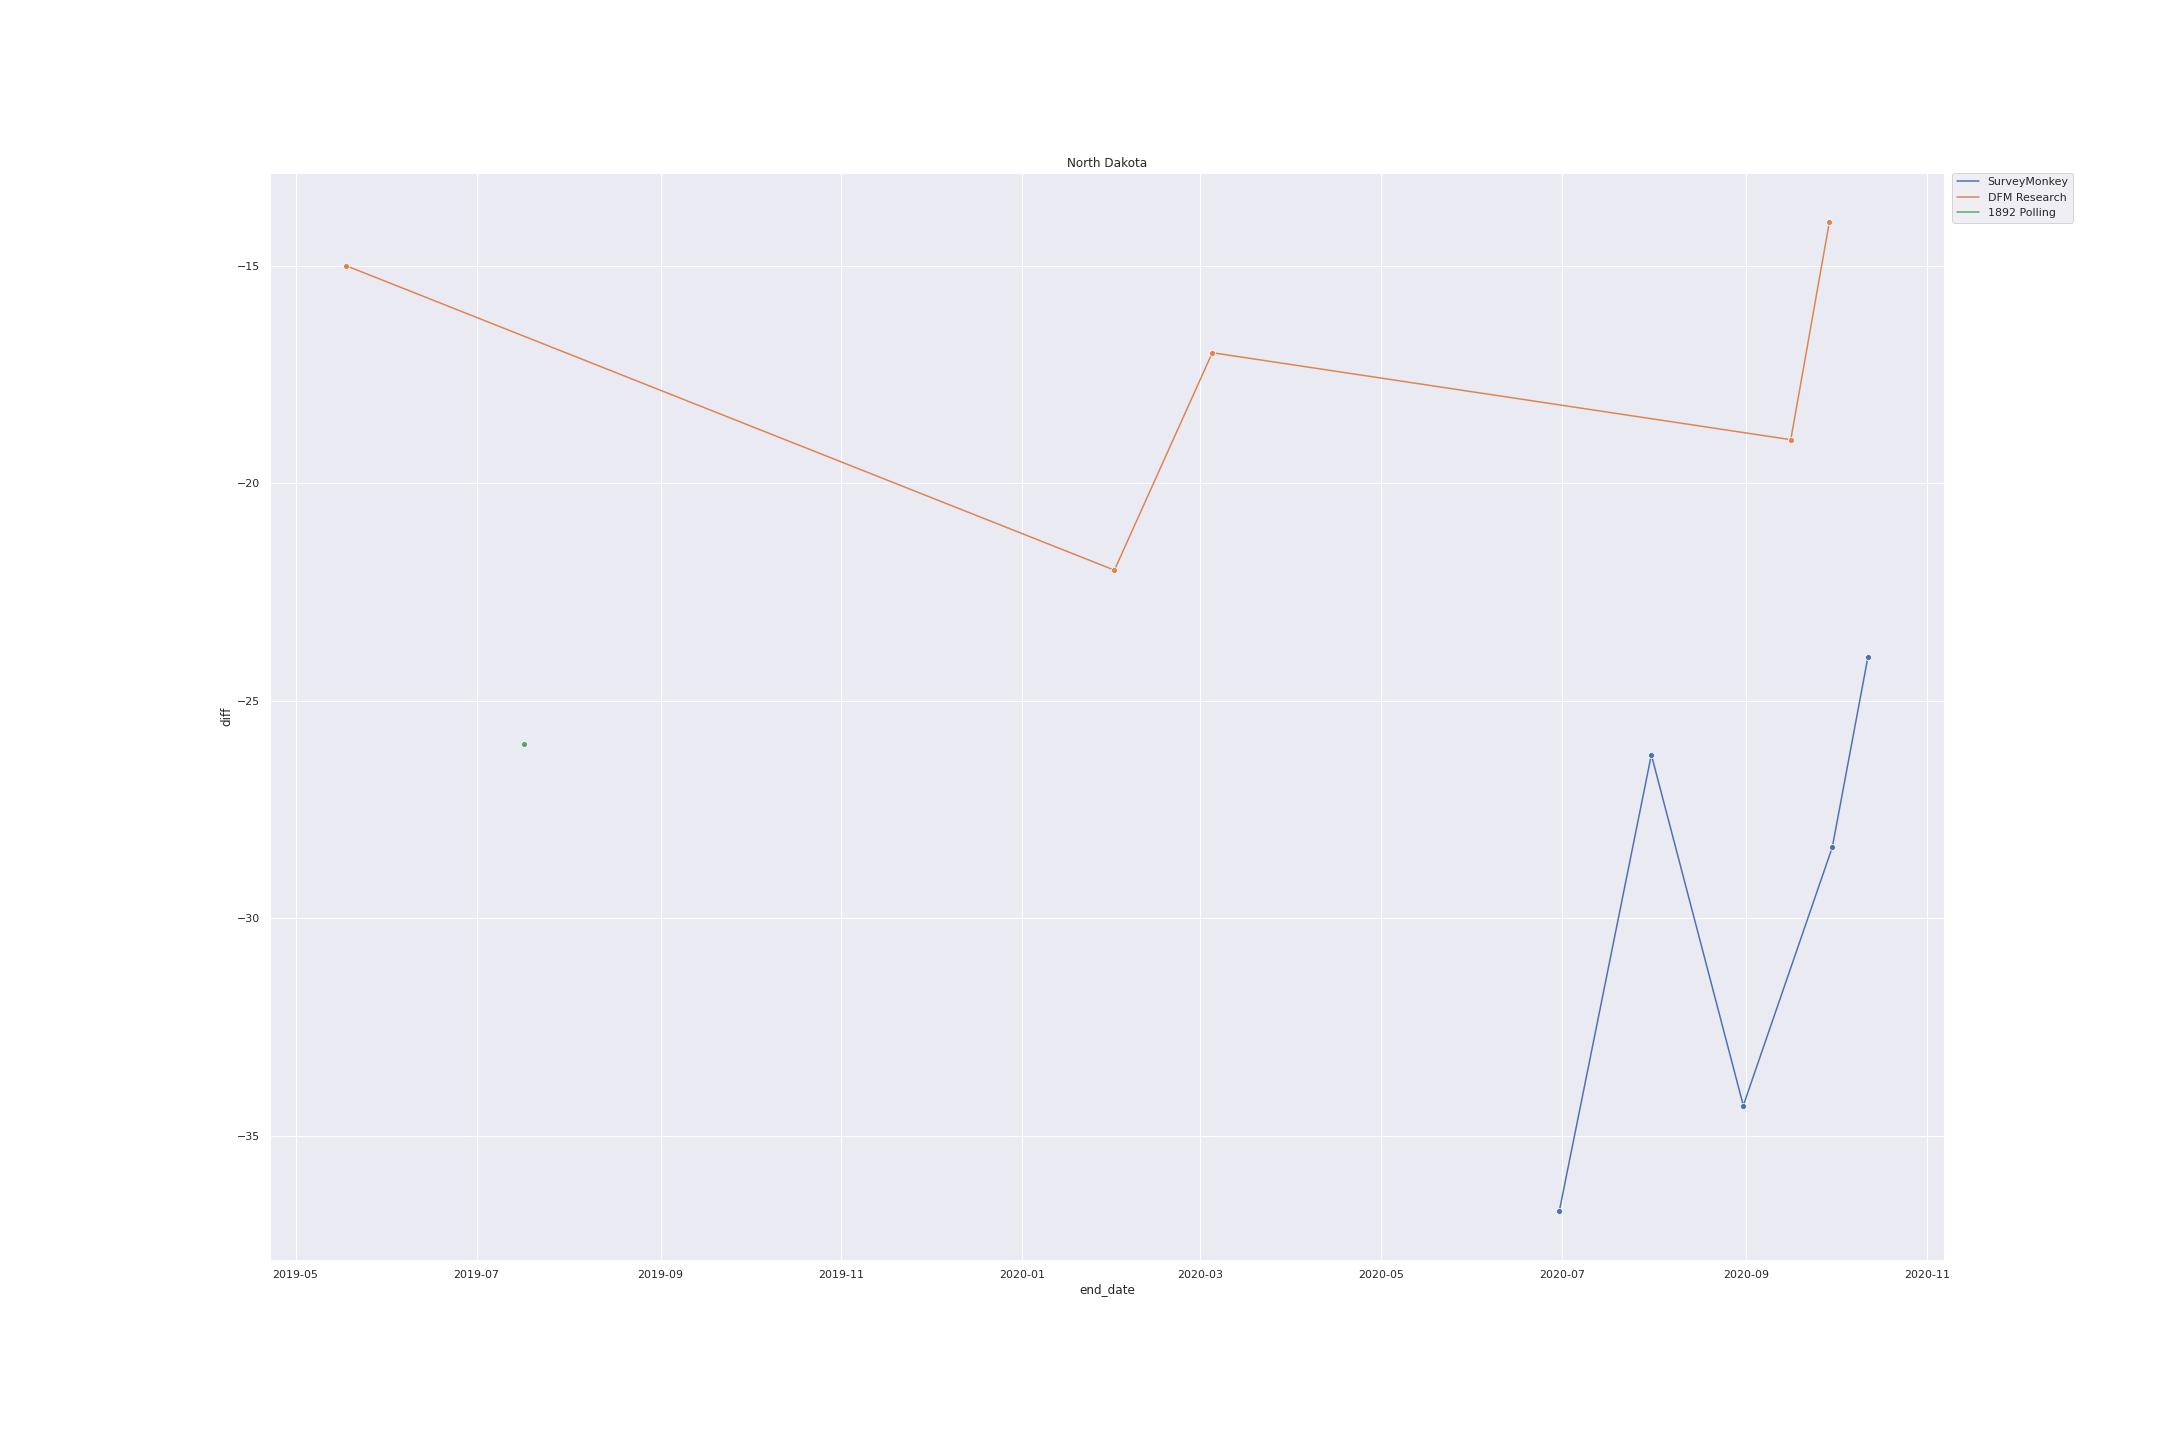 North Dakota
SurveyMonkey
DFM Research
1892 Polling
−15
−20
−25
−30
−35
diff
2019-05 2019-07 2019-09 2019-11 2020-01 2020-03 2020-05 2020-07 2020-09 2020-11
end_date